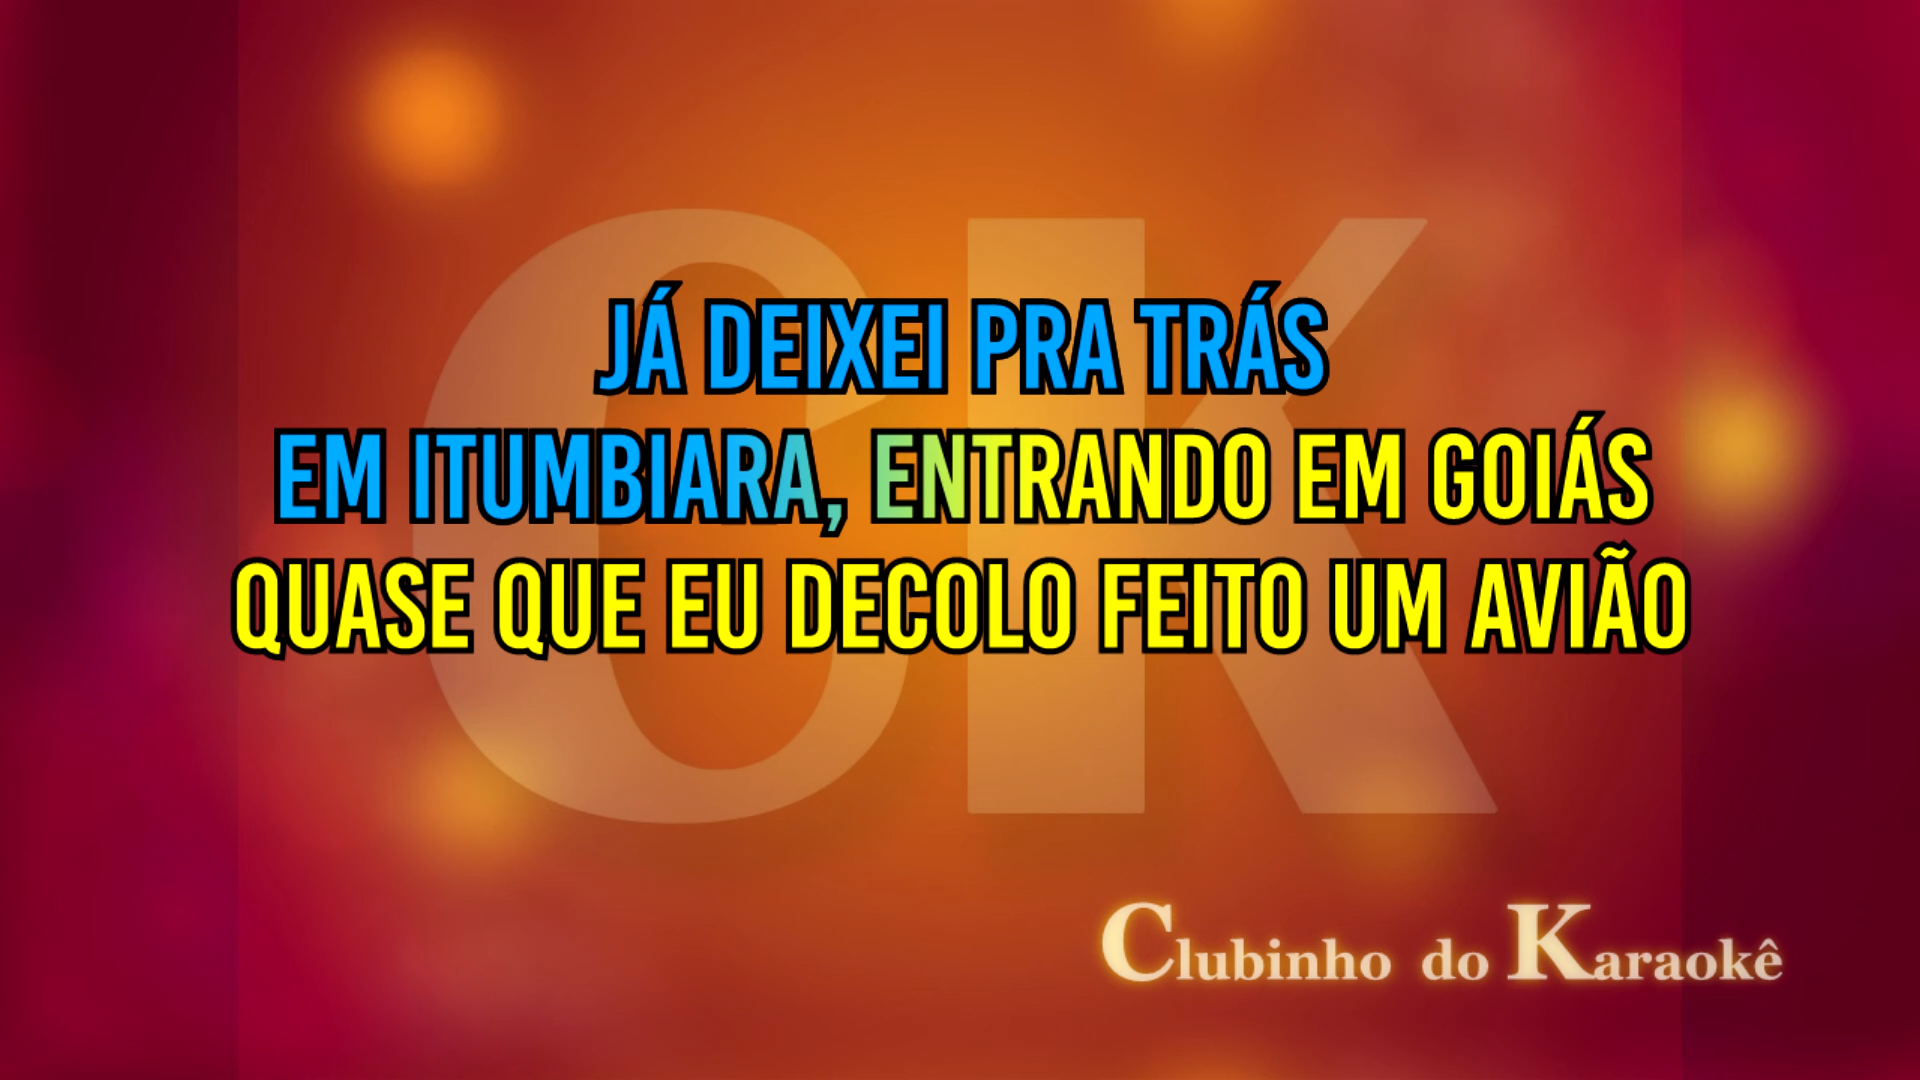 CK
JÁ DEIXEI PRA TRÁS
EM ITUMBIARA, ENTRANDO EM GOIÁS
QUASE QUE EU DECOLO FEITO UM AVIÃO
Clubinho do Karaokê